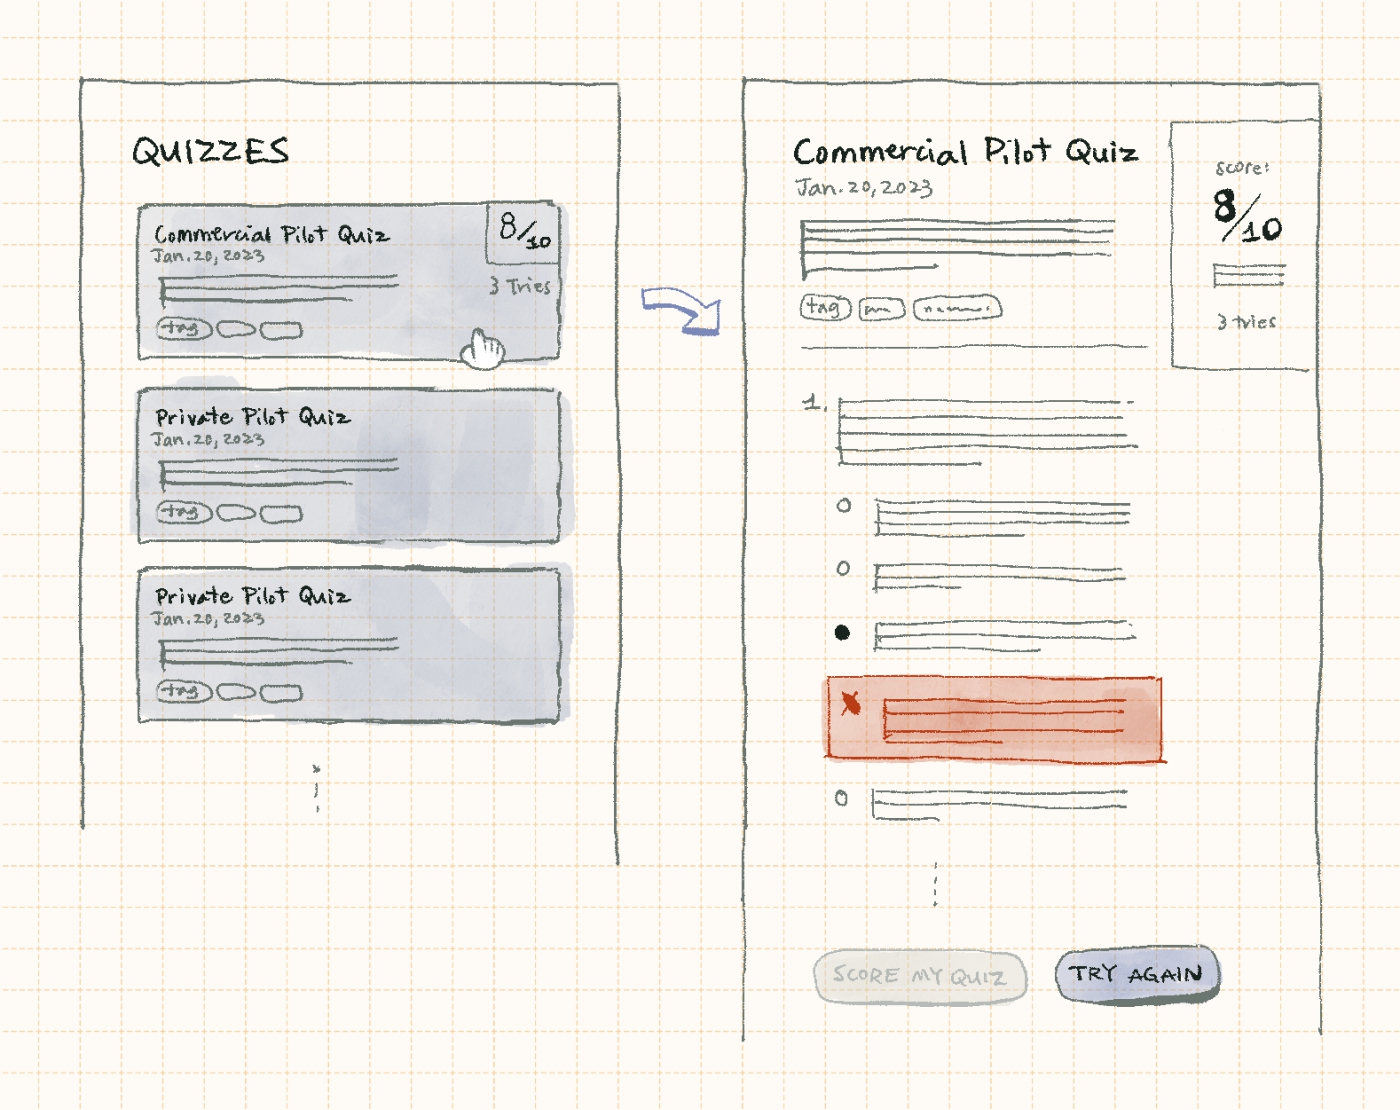 QUIZZES
Commercial Pilot Quiz
Jan. 20, 2023
8/10
3 Tries
tag
Private Pilot Quiz
Jan. 20, 2023
tag
Private Pilot Quiz
Jan. 20, 2023
tag
Commercial Pilot Quiz
Jan. 20, 2023
tag
score:
8/10
3 tries
1.
SCORE MY QUIZ
TRY AGAIN